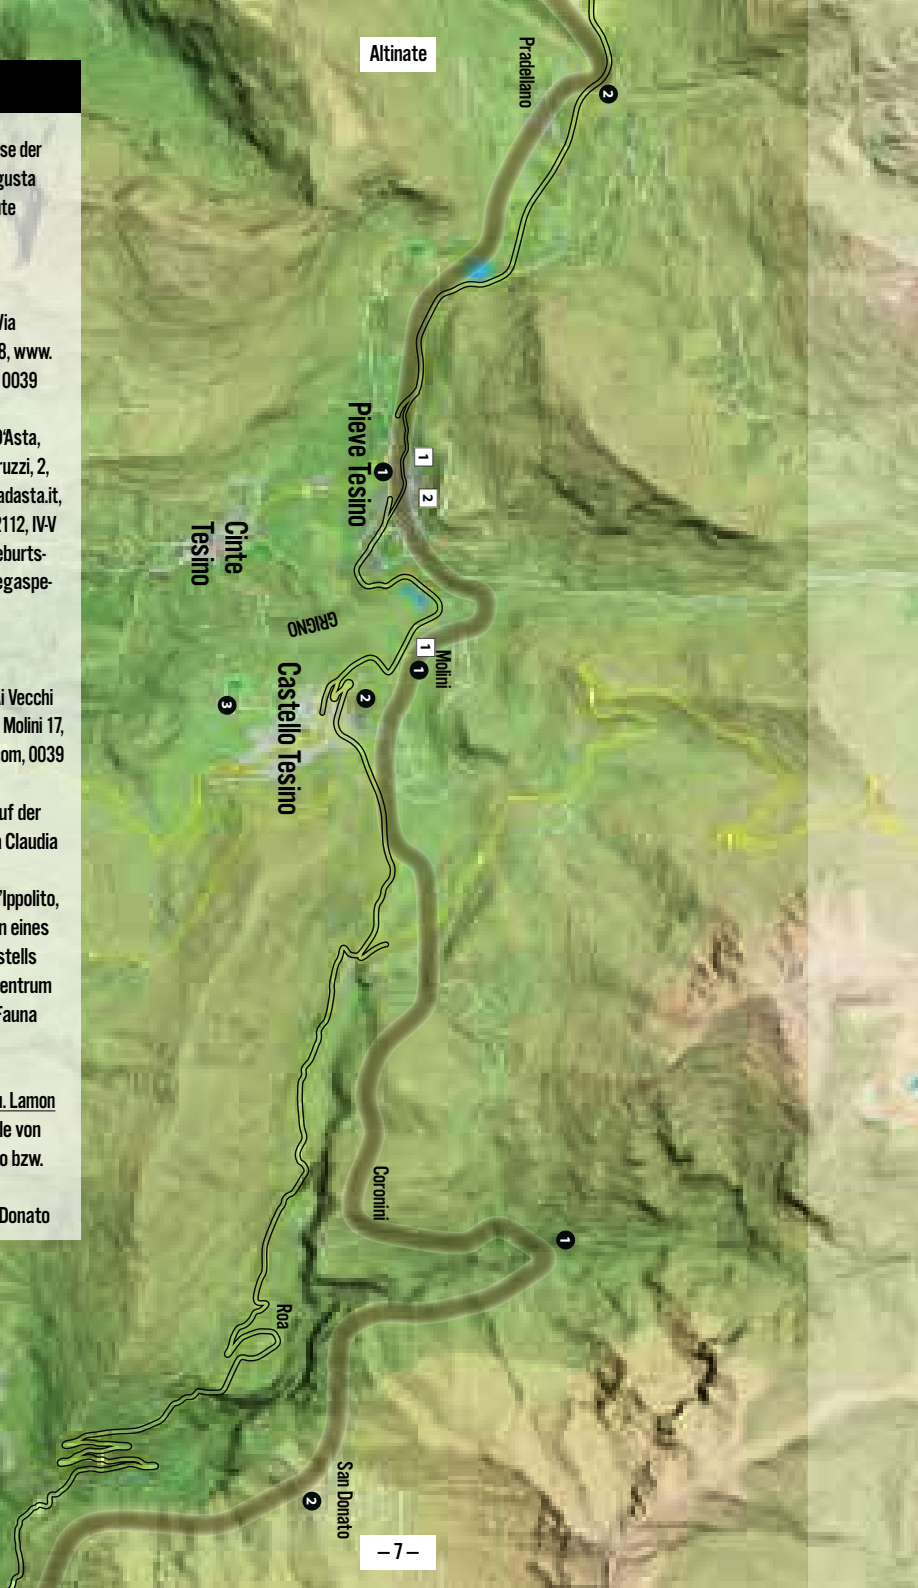 Altinate
se der
gusta
Via
8, www.
0039
D'Asta,
ruzzi, 2,
adasta.it,
2112, IV-V
eburts-
egaspe-
i Vecchi
Molini 17,
om, 0039
uf der
Claudia
'Ippolito,
n eines
stells
entrum
Fauna
Lamon
le von
o bzw.
Donato
Pradellano
2
Pieve Tesino
1
1
2
Cinte
Tesino
GRIGNO
Molini
1
1
Castello Tesino
2
3
Coronini
1
Roa
San Donato
2
– 7 –